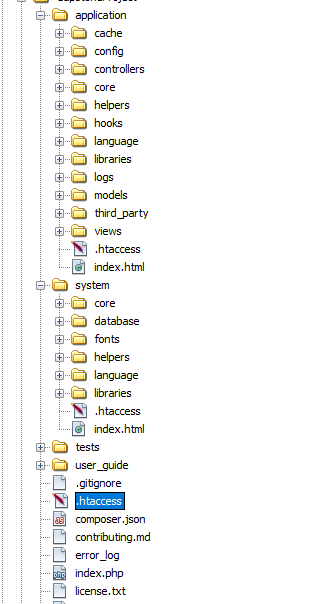 application
cache
config
controllers
core
helpers
hooks
language
libraries
logs
models
third_party
views
.htaccess
index.html
system
core
database
fonts
helpers
language
libraries
.htaccess
index.html
tests
user_guide
.gitignore
.htaccess
composer.json
contributing.md
error_log
index.php
license.txt